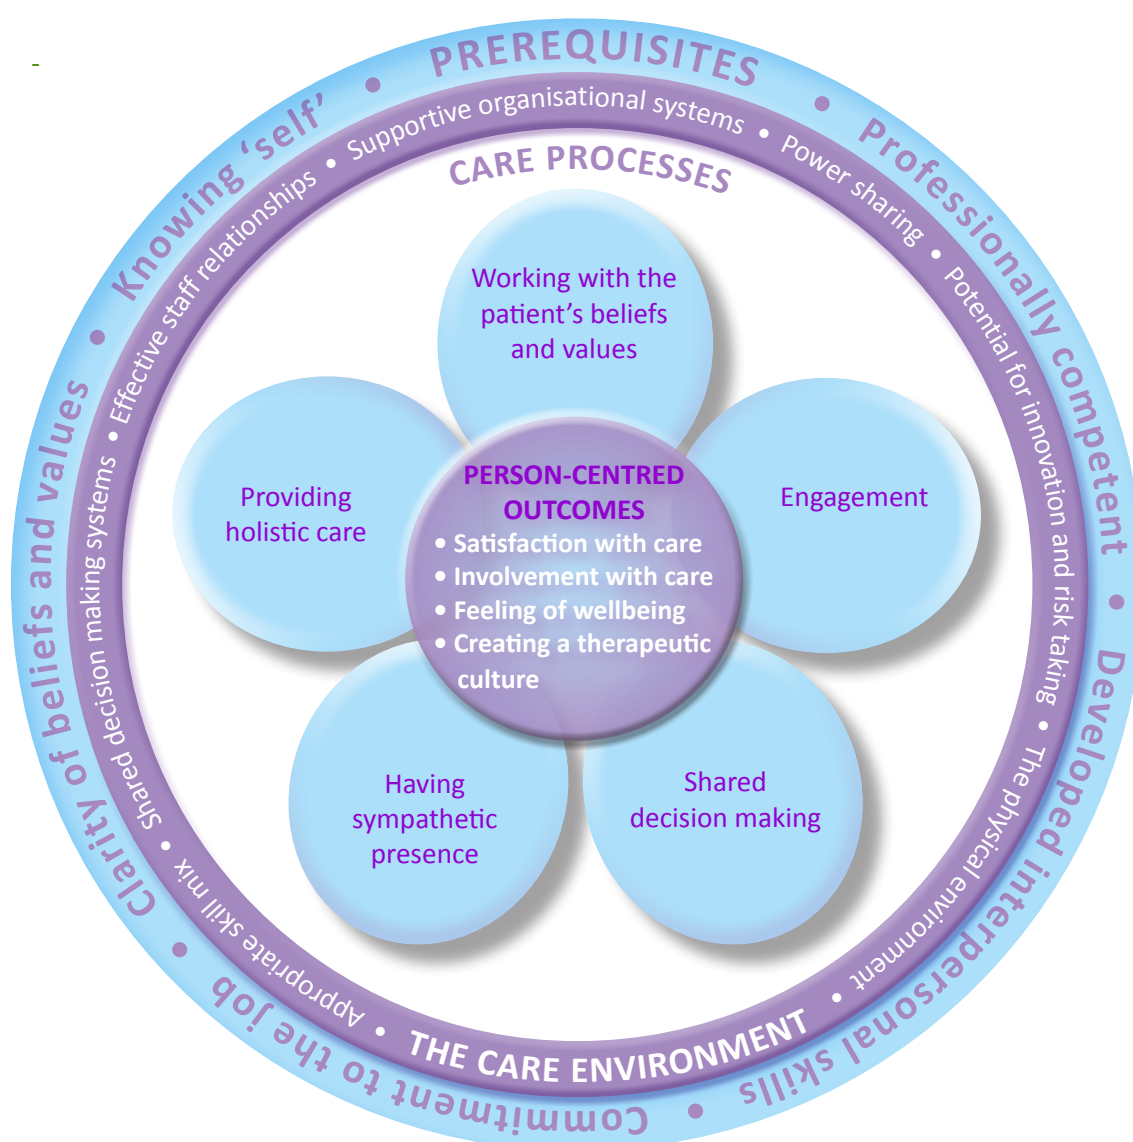 PREREQUISITES • Professionally competent • Developed interpersonal skills • Commitment to the job • Clarity of beliefs and values • Knowing ‘self’ •
THE CARE ENVIRONMENT • Appropriate skill mix • Shared decision making systems • Effective staff relationships • Supportive organisational systems • Power sharing • Potential for innovation and risk taking • The physical environment •
CARE PROCESSES
Working with the
patient’s beliefs
and values
Engagement
Shared
decision making
Having
sympathetic
presence
Providing
holistic care
PERSON-CENTRED
OUTCOMES
• Satisfaction with care
• Involvement with care
• Feeling of wellbeing
• Creating a therapeutic
culture